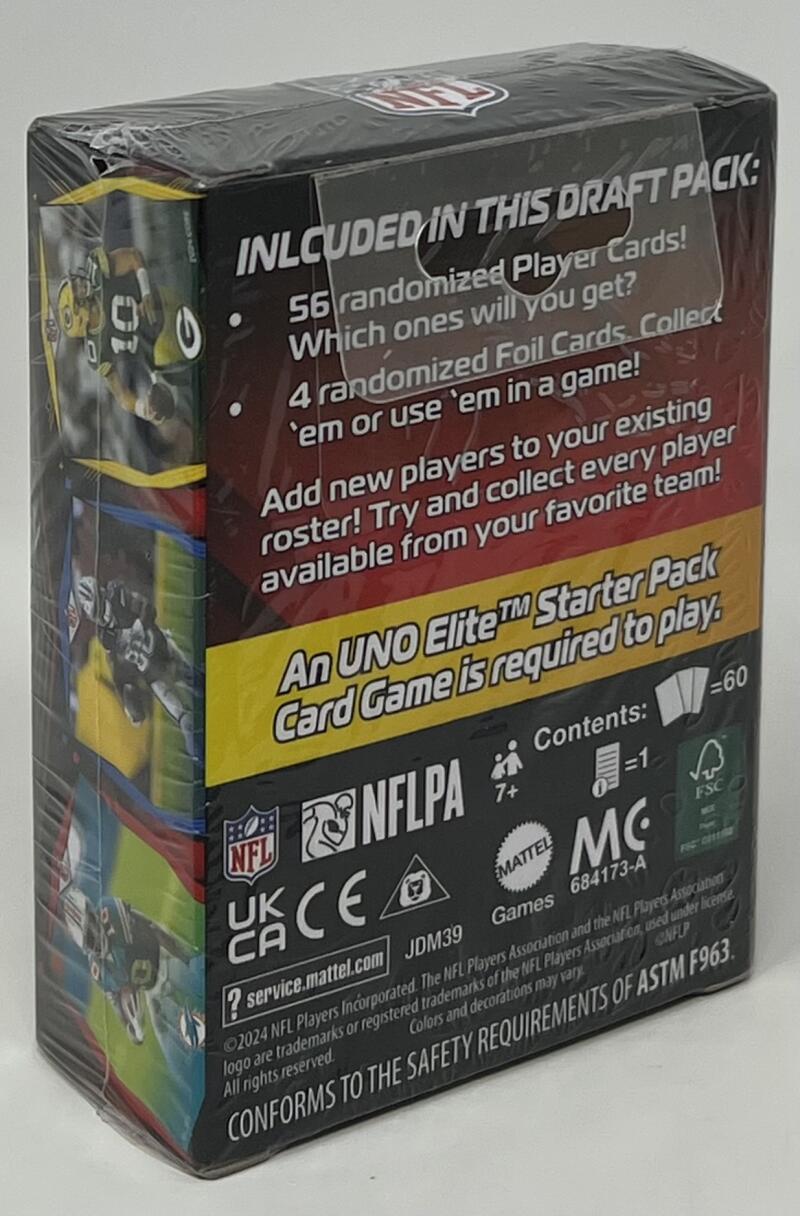 NFL
INLCUDED IN THIS DRAFT PACK:
• 56 randomized Player Cards!
Which ones will you get?
• 4 randomized Foil Cards. Collect
‘em or use ‘em in a game!
Add new players to your existing
roster! Try and collect every player
available from your favorite team!
An UNO Elite™ Starter Pack
Card Game is required to play.
Contents: =60
7+
=1
NFL
NFLPA
MATTEL
Games
MC
684173-A
FSC
MIX
UK
CA
CE
JDM39
? service.mattel.com
©2024 NFL Players Incorporated. The NFL Players Association and the NFL Players Association
logo are trademarks or registered trademarks of the NFL Players Association, used under license.
All rights reserved.
Colors and decorations may vary.
©NFLP
CONFORMS TO THE SAFETY REQUIREMENTS OF ASTM F963.
10
G